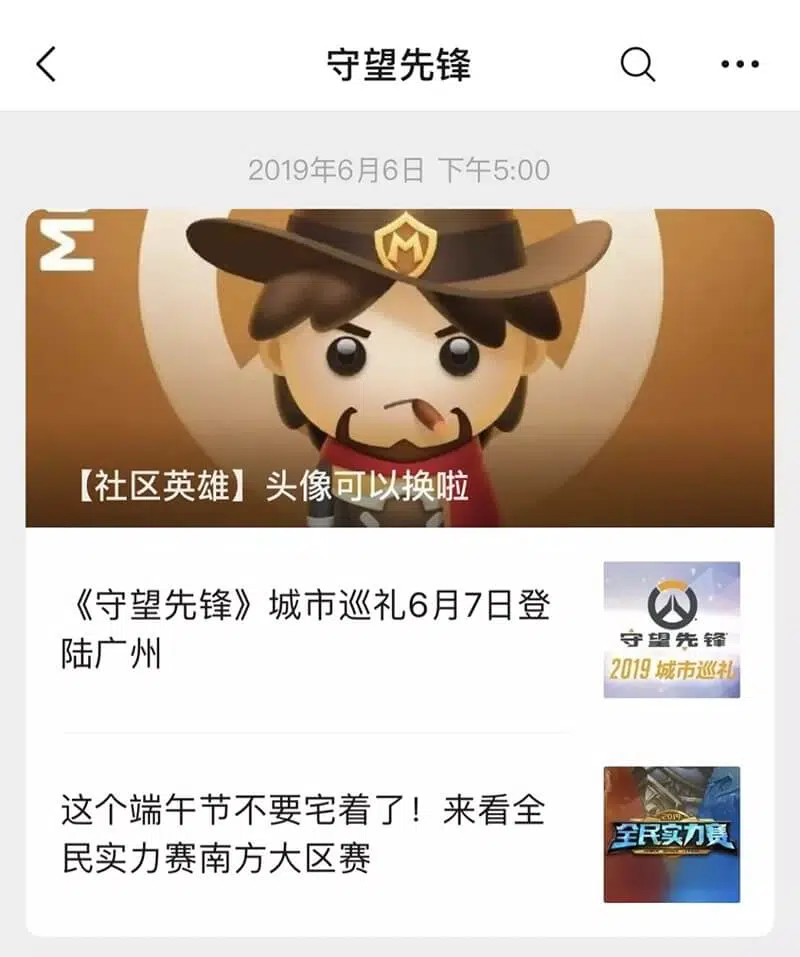 守望先锋
2019年6月6日 下午5:00
M
【社区英雄】头像可以换啦
《守望先锋》城市巡礼6月7日登
陆广州
守望先锋
2019 城市巡礼
这个端午节不要宅着了！来看全
民实力赛南方大区赛
2019
全民实力赛